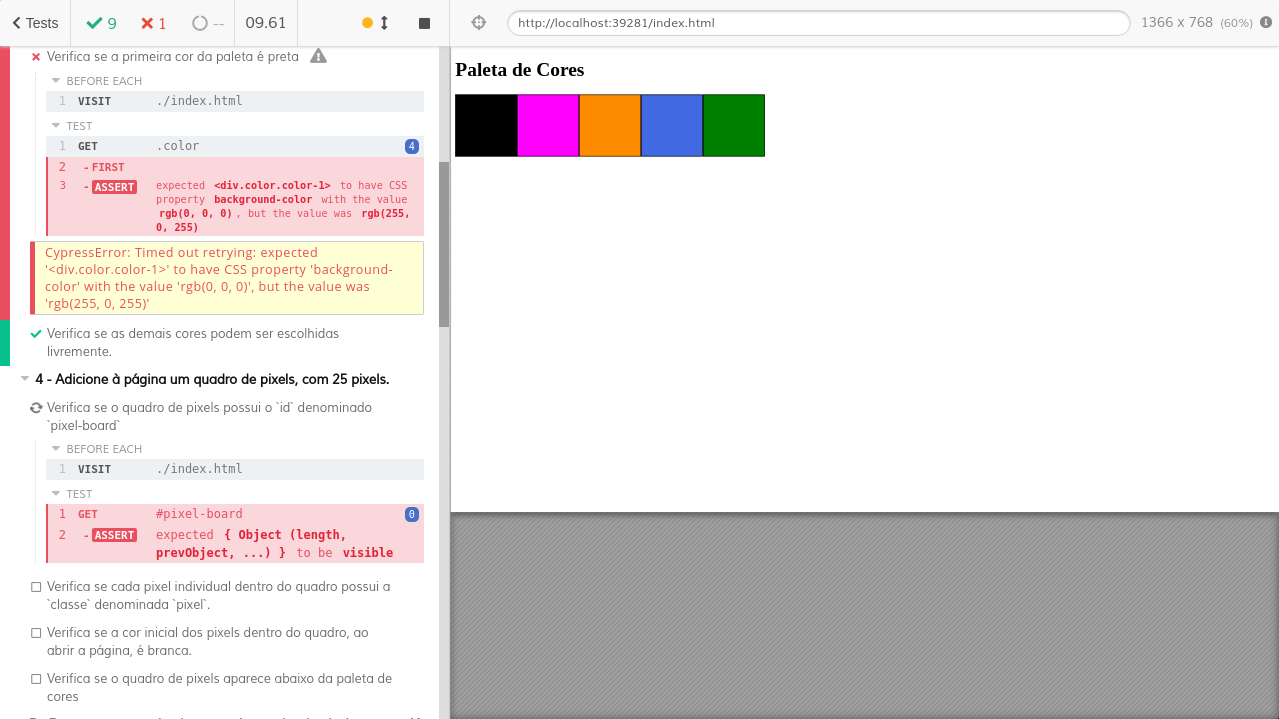 Tests
9
1
--
09.61
http://localhost:39281/index.html
1366 x 768 (60%)
Verifica se a primeira cor da paleta é preta
BEFORE EACH
1 VISIT ./index.html
TEST
1 GET .color 4
2 - FIRST
3 - ASSERT expected <div.color.color-1> to have CSS
property background-color with the value
rgb(0, 0, 0) , but the value was rgb(255,
0, 255)
CypressError: Timed out retrying: expected
'<div.color.color-1>' to have CSS property 'background-
color' with the value 'rgb(0, 0, 0)', but the value was
'rgb(255, 0, 255)'
Verifica se as demais cores podem ser escolhidas
livremente.
4 - Adicione à página um quadro de pixels, com 25 pixels.
Verifica se o quadro de pixels possui o `id` denominado
`pixel-board`
BEFORE EACH
1 VISIT ./index.html
TEST
1 GET #pixel-board 0
2 - ASSERT expected { Object (length,
prevObject, ...) } to be visible
Verifica se cada pixel individual dentro do quadro possui a
`classe` denominada `pixel`.
Verifica se a cor inicial dos pixels dentro do quadro, ao
abrir a página, é branca.
Verifica se o quadro de pixels aparece abaixo da paleta de
cores
Paleta de Cores